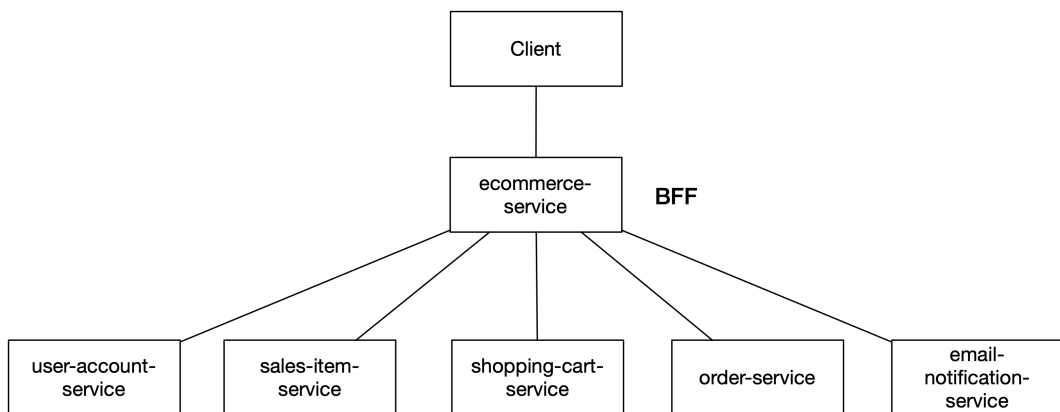 Client
ecommerce-
service
BFF
user-account-
service
sales-item-
service
shopping-cart-
service
order-service
email-
notification-
service